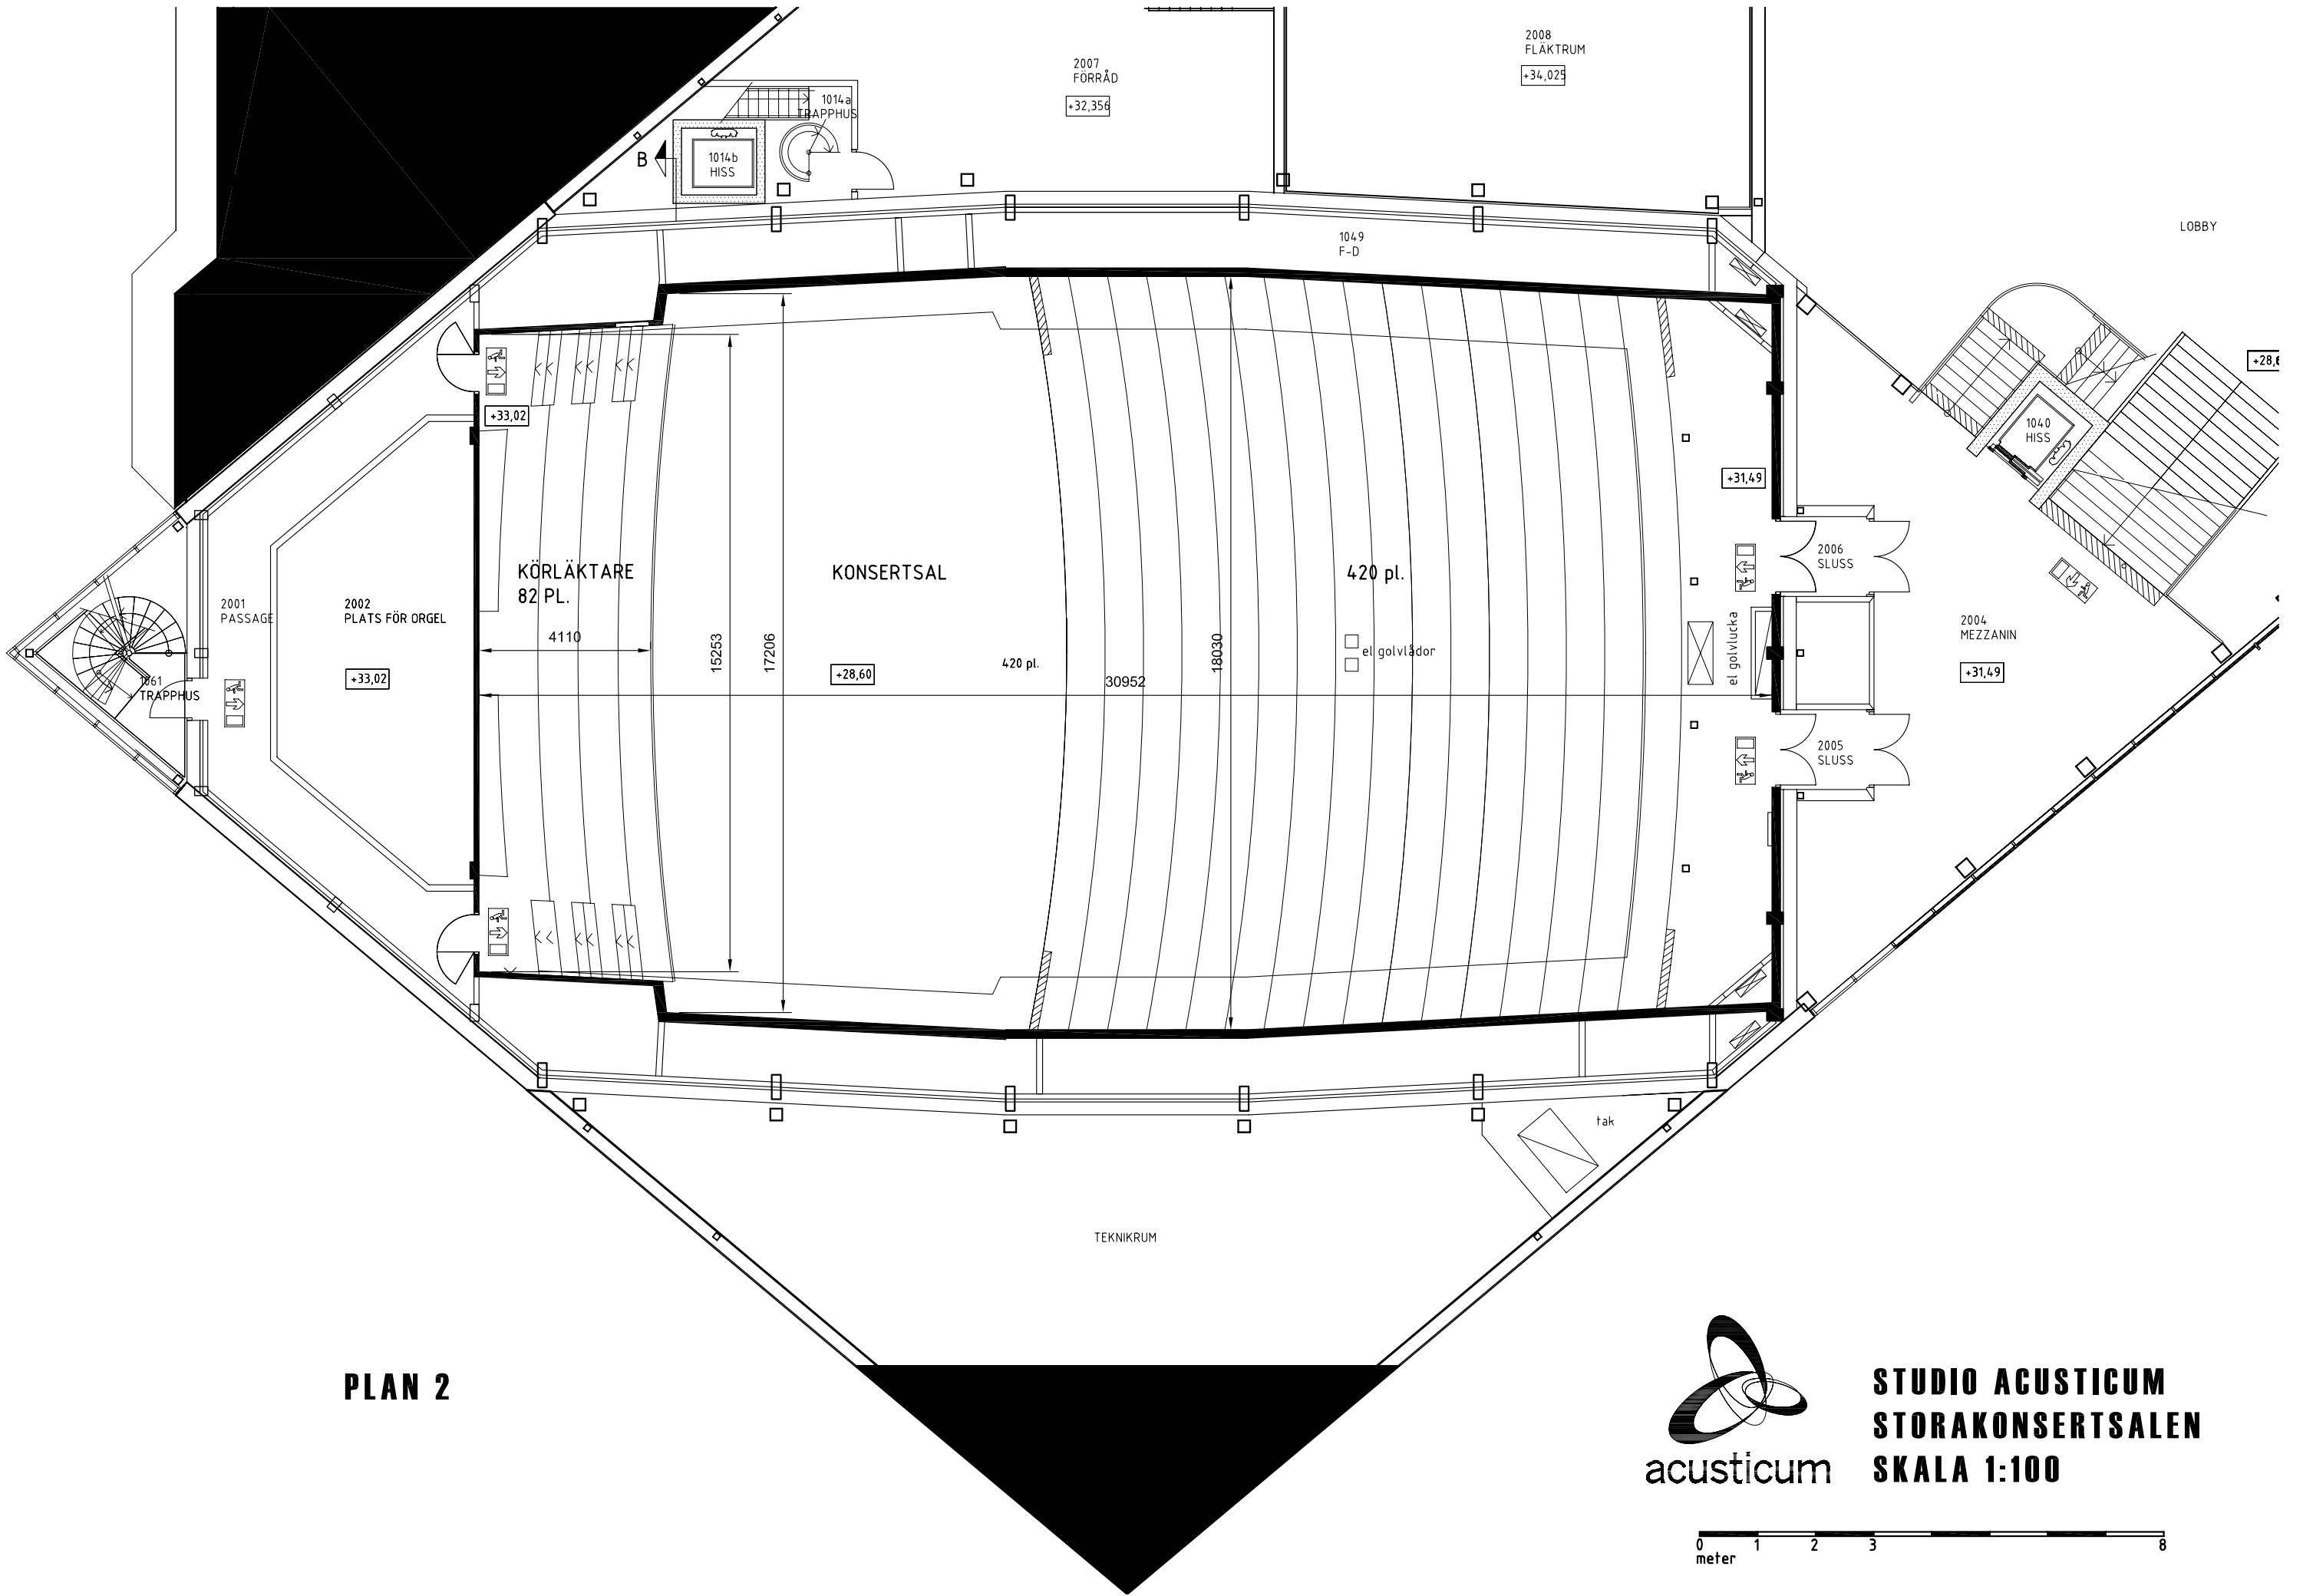 2008
FLÄKTRUM
+34,025
2007
FÖRRÅD
+32,356
1014a
TRAPPHUS
B
1014b
HISS
LOBBY
1049
F-D
+33,02
1040
HISS
+31,49
2006
SLUSS
KÖRLÄKTARE
82 PL.
KONSERTSAL
420 pl.
2001
PASSAGE
2002
PLATS FÖR ORGEL
4110
15253
17206
18030
el golvlådor
el golvlucka
2004
MEZZANIN
+31,49
420 pl.
+28,60
30952
+33,02
1061
TRAPPHUS
2005
SLUSS
tak
TEKNIKRUM
PLAN 2
STUDIO ACUSTICUM
STORAKONSERTSALEN
SKALA 1:100
acusticum
0 1 2 3 8
meter